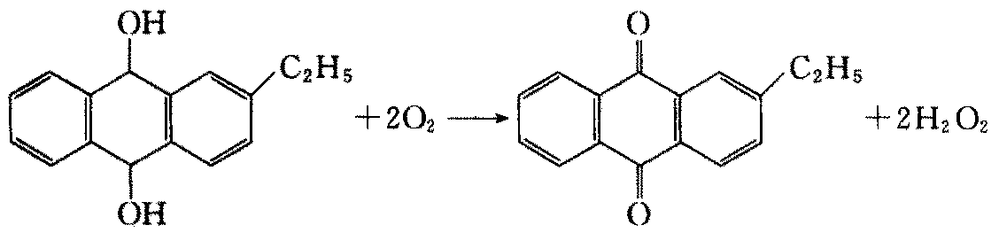 OH O
C₂H₅ C₂H₅
+2O₂ → +2H₂O₂
OH O